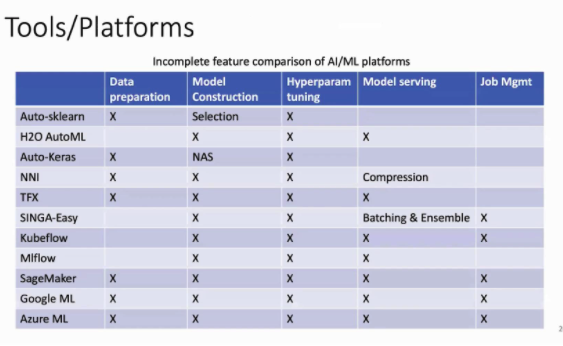 Tools/Platforms
Incomplete feature comparison of AI/ML platforms
Data preparation Model Construction Hyperparam tuning Model serving Job Mgmt
Auto-sklearn X Selection X
H2O AutoML X X X
Auto-Keras X NAS X
NNI X X X Compression
TFX X X X X
SINGA-Easy X X Batching & Ensemble X
Kubeflow X X X X
Mlflow X X X
SageMaker X X X X X
Google ML X X X X X
Azure ML X X X X X
2